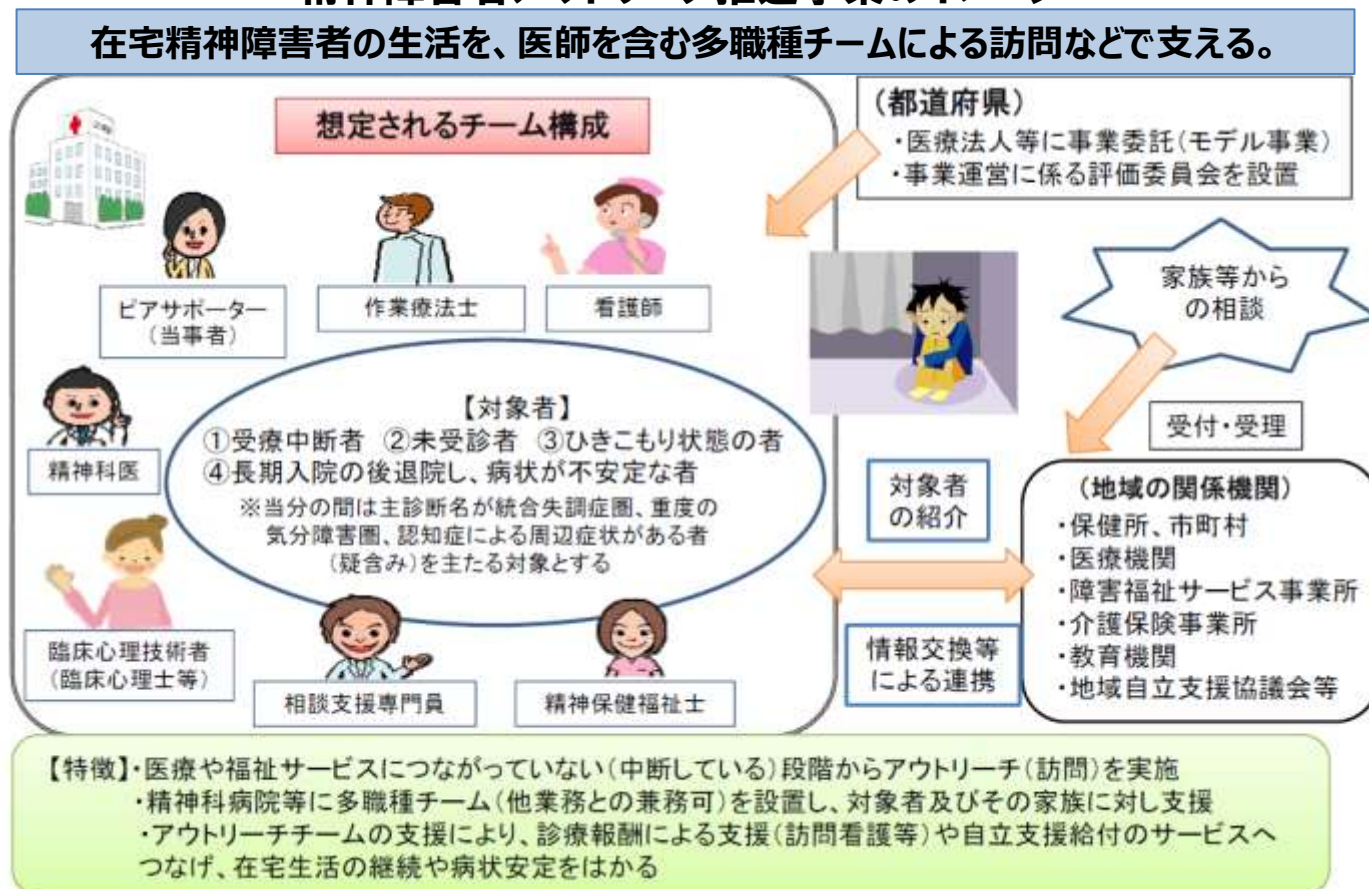 在宅精神障害者の生活を、医師を含む多職種チームによる訪問などで支える。
想定されるチーム構成
(都道府県)
・医療法人等に事業委託(モデル事業)
・事業運営に係る評価委員会を設置
家族等から
の相談
ピアサポーター
(当事者)
作業療法士
看護師
精神科医
【対象者】
①受療中断者 ②未受診者 ③ひきこもり状態の者
④長期入院の後退院し、病状が不安定な者
※当分の間は主診断名が統合失調症圏、重度の
気分障害圏、認知症による周辺症状がある者
(疑含み)を主たる対象とする
臨床心理技術者
(臨床心理士等)
相談支援専門員
精神保健福祉士
受付・受理
対象者
の紹介
情報交換等
による連携
(地域の関係機関)
・保健所、市町村
・医療機関
・障害福祉サービス事業所
・介護保険事業所
・教育機関
・地域自立支援協議会等
【特徴】・医療や福祉サービスにつながっていない(中断している)段階からアウトリーチ(訪問)を実施
・精神科病院等に多職種チーム(他業務との兼務可)を設置し、対象者及びその家族に対し支援
・アウトリーチチームの支援により、診療報酬による支援(訪問看護等)や自立支援給付のサービスへ
つなげ、在宅生活の継続や病状安定をはかる